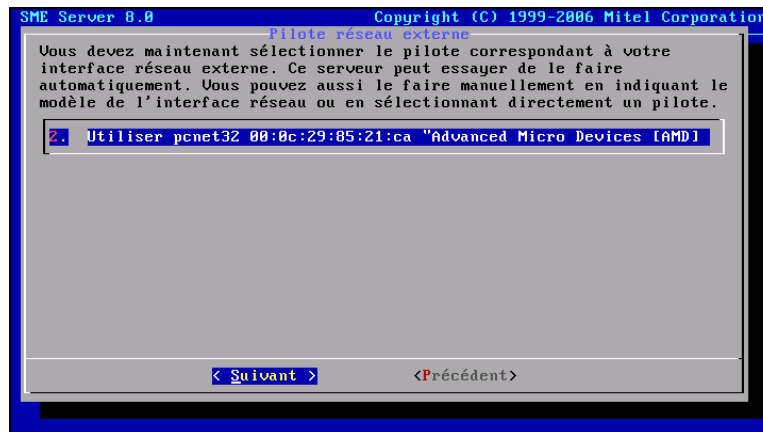 SME Server 8.0 Copyright (C) 1999-2006 Mitel Corporation
Pilote réseau externe
Vous devez maintenant sélectionner le pilote correspondant à votre
interface réseau externe. Ce serveur peut essayer de le faire
automatiquement. Vous pouvez aussi le faire manuellement en indiquant le
modèle de l'interface réseau ou en sélectionnant directement un pilote.
2. Utiliser pcnet32 00:0c:29:85:21:ca "Advanced Micro Devices [AMD]
< Suivant > <Précédent>